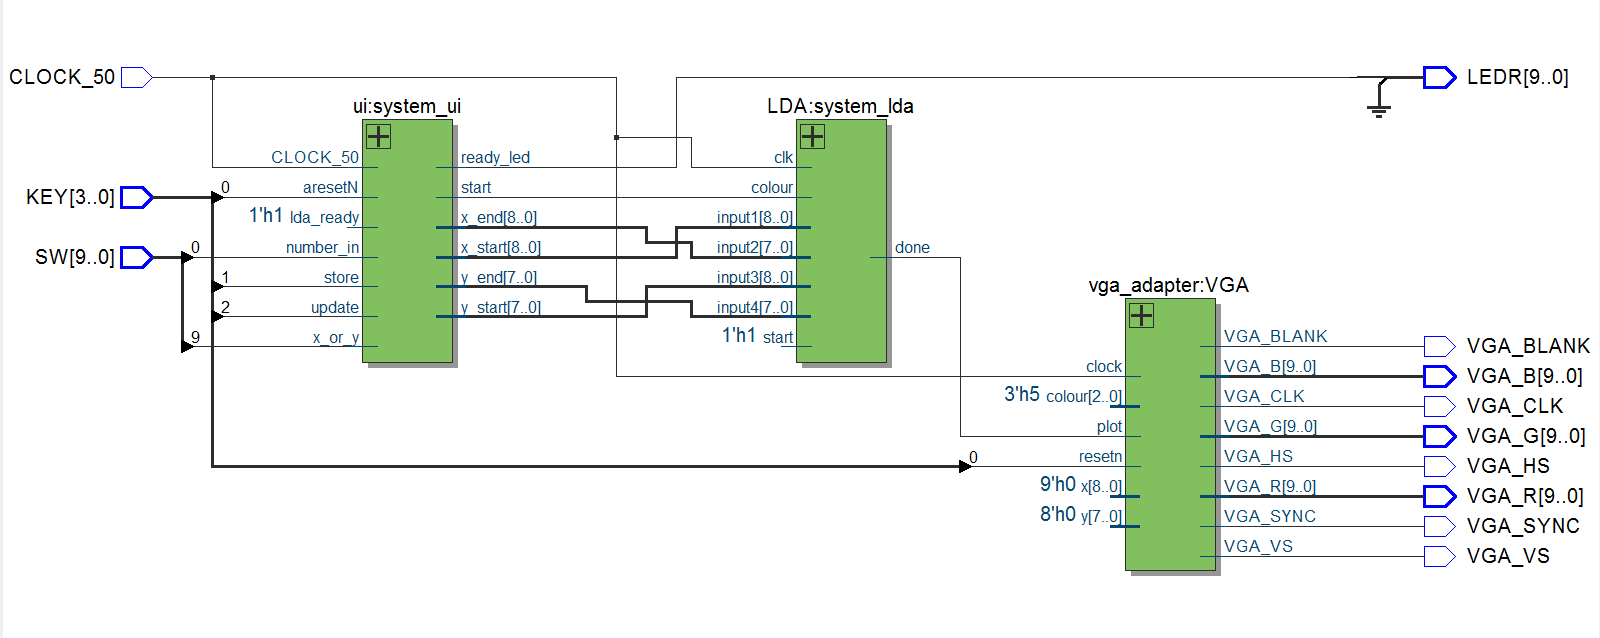 CLOCK_50
LEDR[9..0]
ui:system_ui
LDA:system_lda
CLOCK_50
ready_led
clk
KEY[3..0]
0
aresetN
start
colour
1'h1 lda_ready
x_end[8..0]
input1[8..0]
SW[9..0]
0
number_in
x_start[8..0]
input2[7..0]
done
1
store
y_end[7..0]
input3[8..0]
2
update
y_start[7..0]
input4[7..0]
9
x_or_y
1'h1 start
vga_adapter:VGA
VGA_BLANK
VGA_BLANK
clock
VGA_B[9..0]
VGA_B[9..0]
3'h5 colour[2..0]
VGA_CLK
VGA_CLK
plot
VGA_G[9..0]
VGA_G[9..0]
0
resetn
VGA_HS
VGA_HS
9'h0 x[8..0]
VGA_R[9..0]
VGA_R[9..0]
8'h0 y[7..0]
VGA_SYNC
VGA_SYNC
VGA_VS
VGA_VS